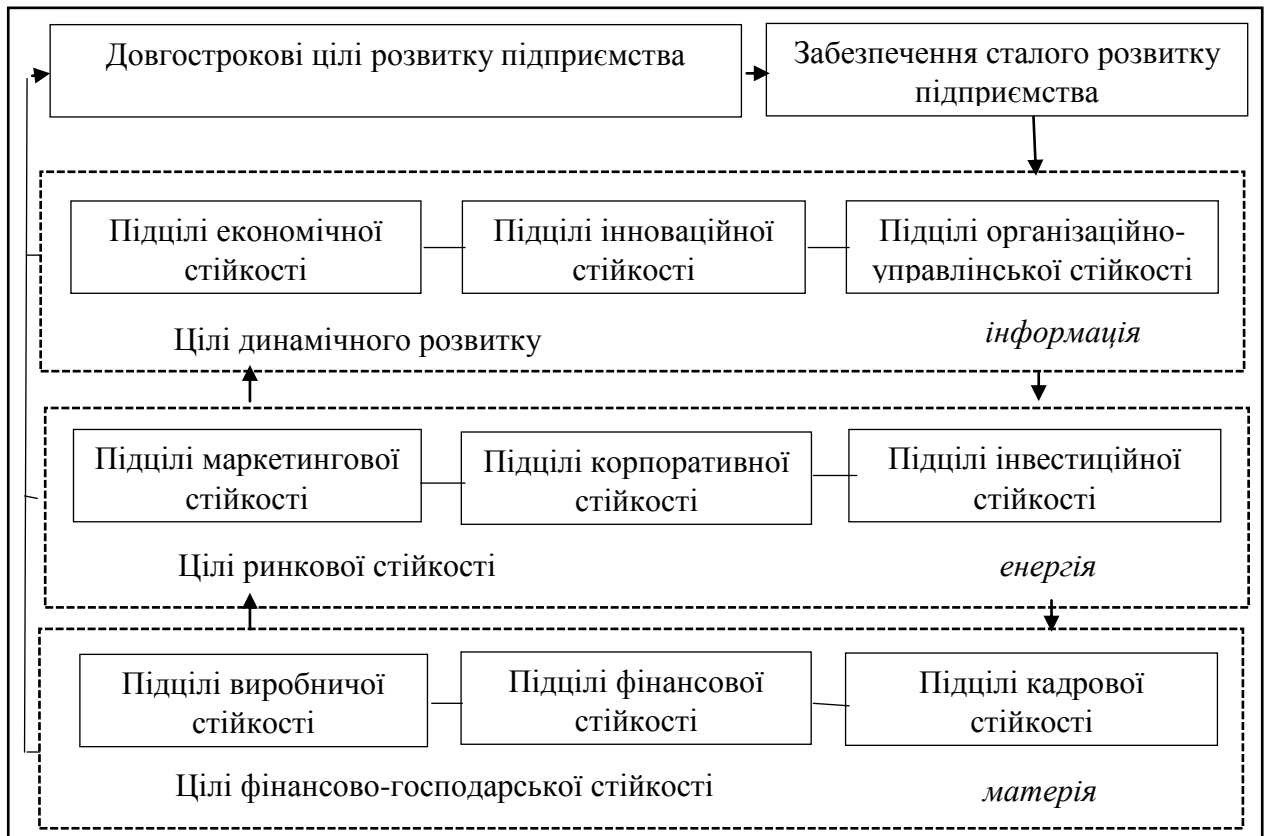 Довгострокові цілі розвитку підприємства
Забезпечення сталого розвитку
підприємства
Підцілі економічної
стійкості
Підцілі інноваційної
стійкості
Підцілі організаційно-
управлінської стійкості
Цілі динамічного розвитку
інформація
Підцілі маркетингової
стійкості
Підцілі корпоративної
стійкості
Підцілі інвестиційної
стійкості
Цілі ринкової стійкості
енергія
Підцілі виробничої
стійкості
Підцілі фінансової
стійкості
Підцілі кадрової
стійкості
Цілі фінансово-господарської стійкості
матерія